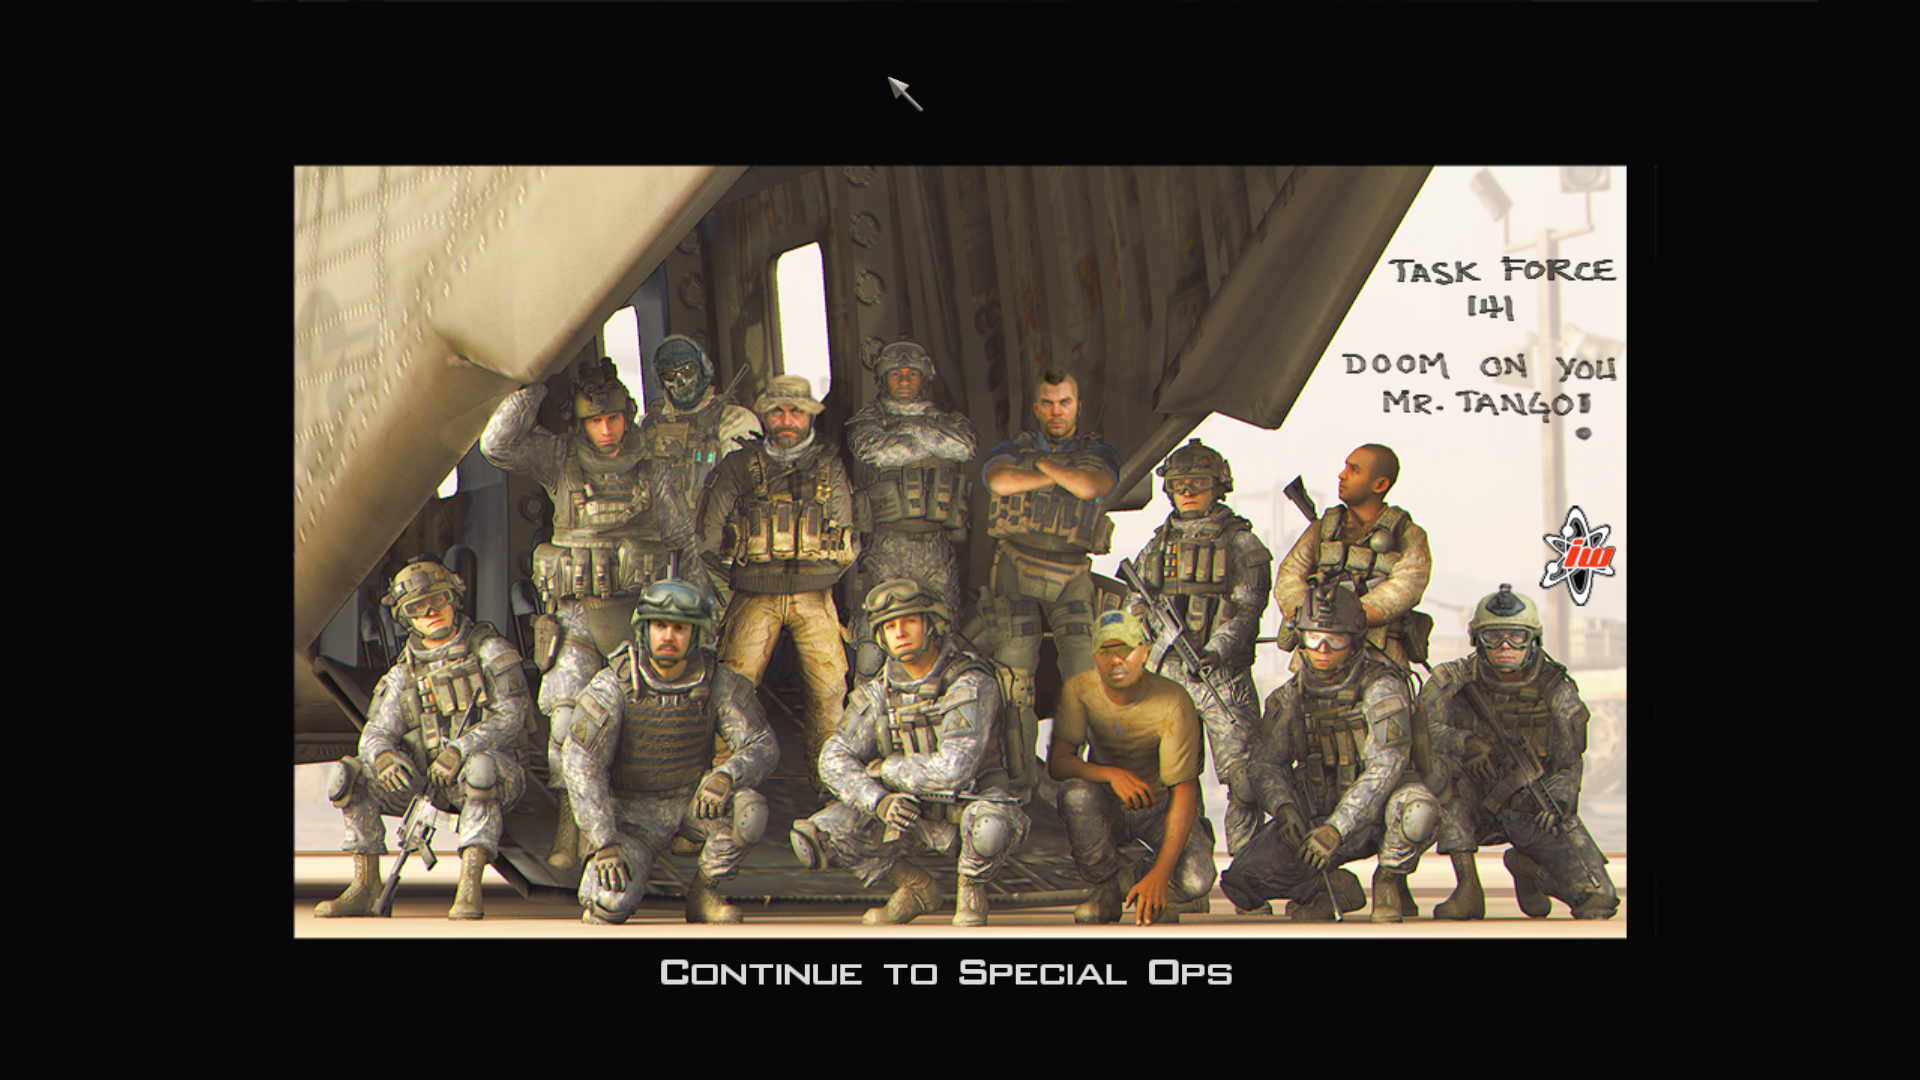 TASK FORCE
141
DOOM ON YOU
MR. TANGO!
iw
CONTINUE TO SPECIAL OPS